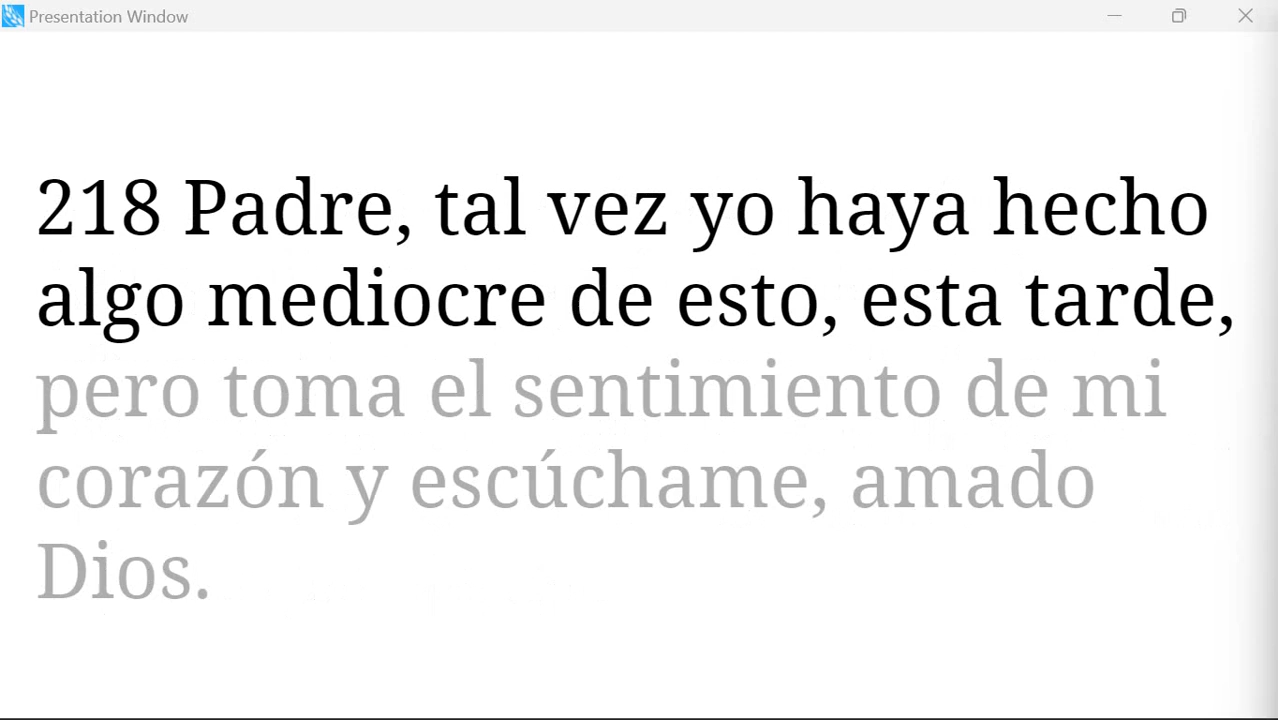 Presentation Window
218 Padre, tal vez yo haya hecho
algo mediocre de esto, esta tarde,
pero toma el sentimiento de mi
corazón y escúchame, amado
Dios.